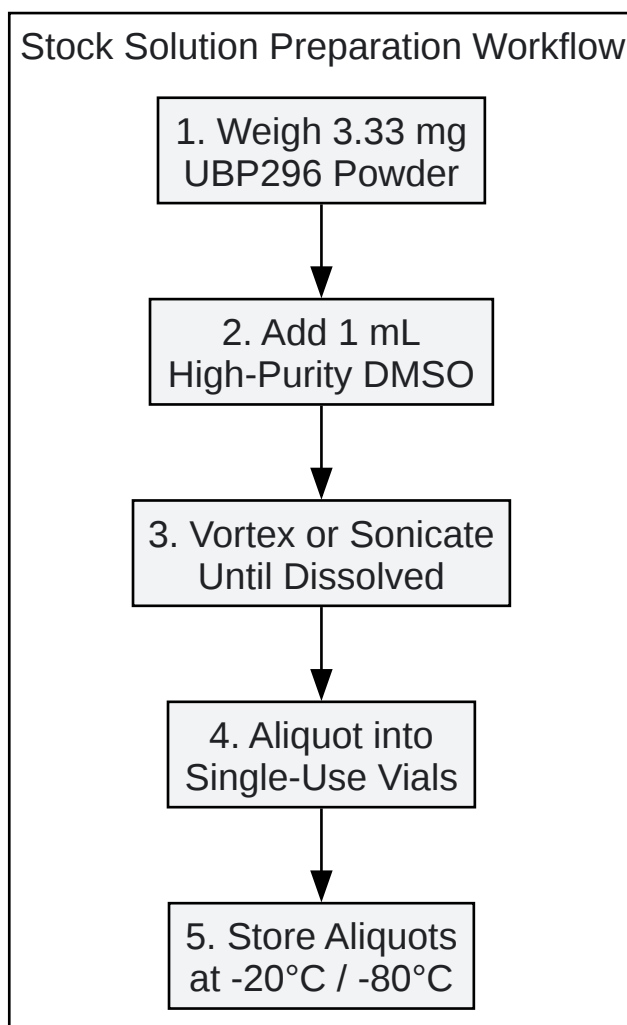 Stock Solution Preparation Workflow
1. Weigh 3.33 mg
UBP296 Powder
2. Add 1 mL
High-Purity DMSO
3. Vortex or Sonicate
Until Dissolved
4. Aliquot into
Single-Use Vials
5. Store Aliquots
at -20°C / -80°C